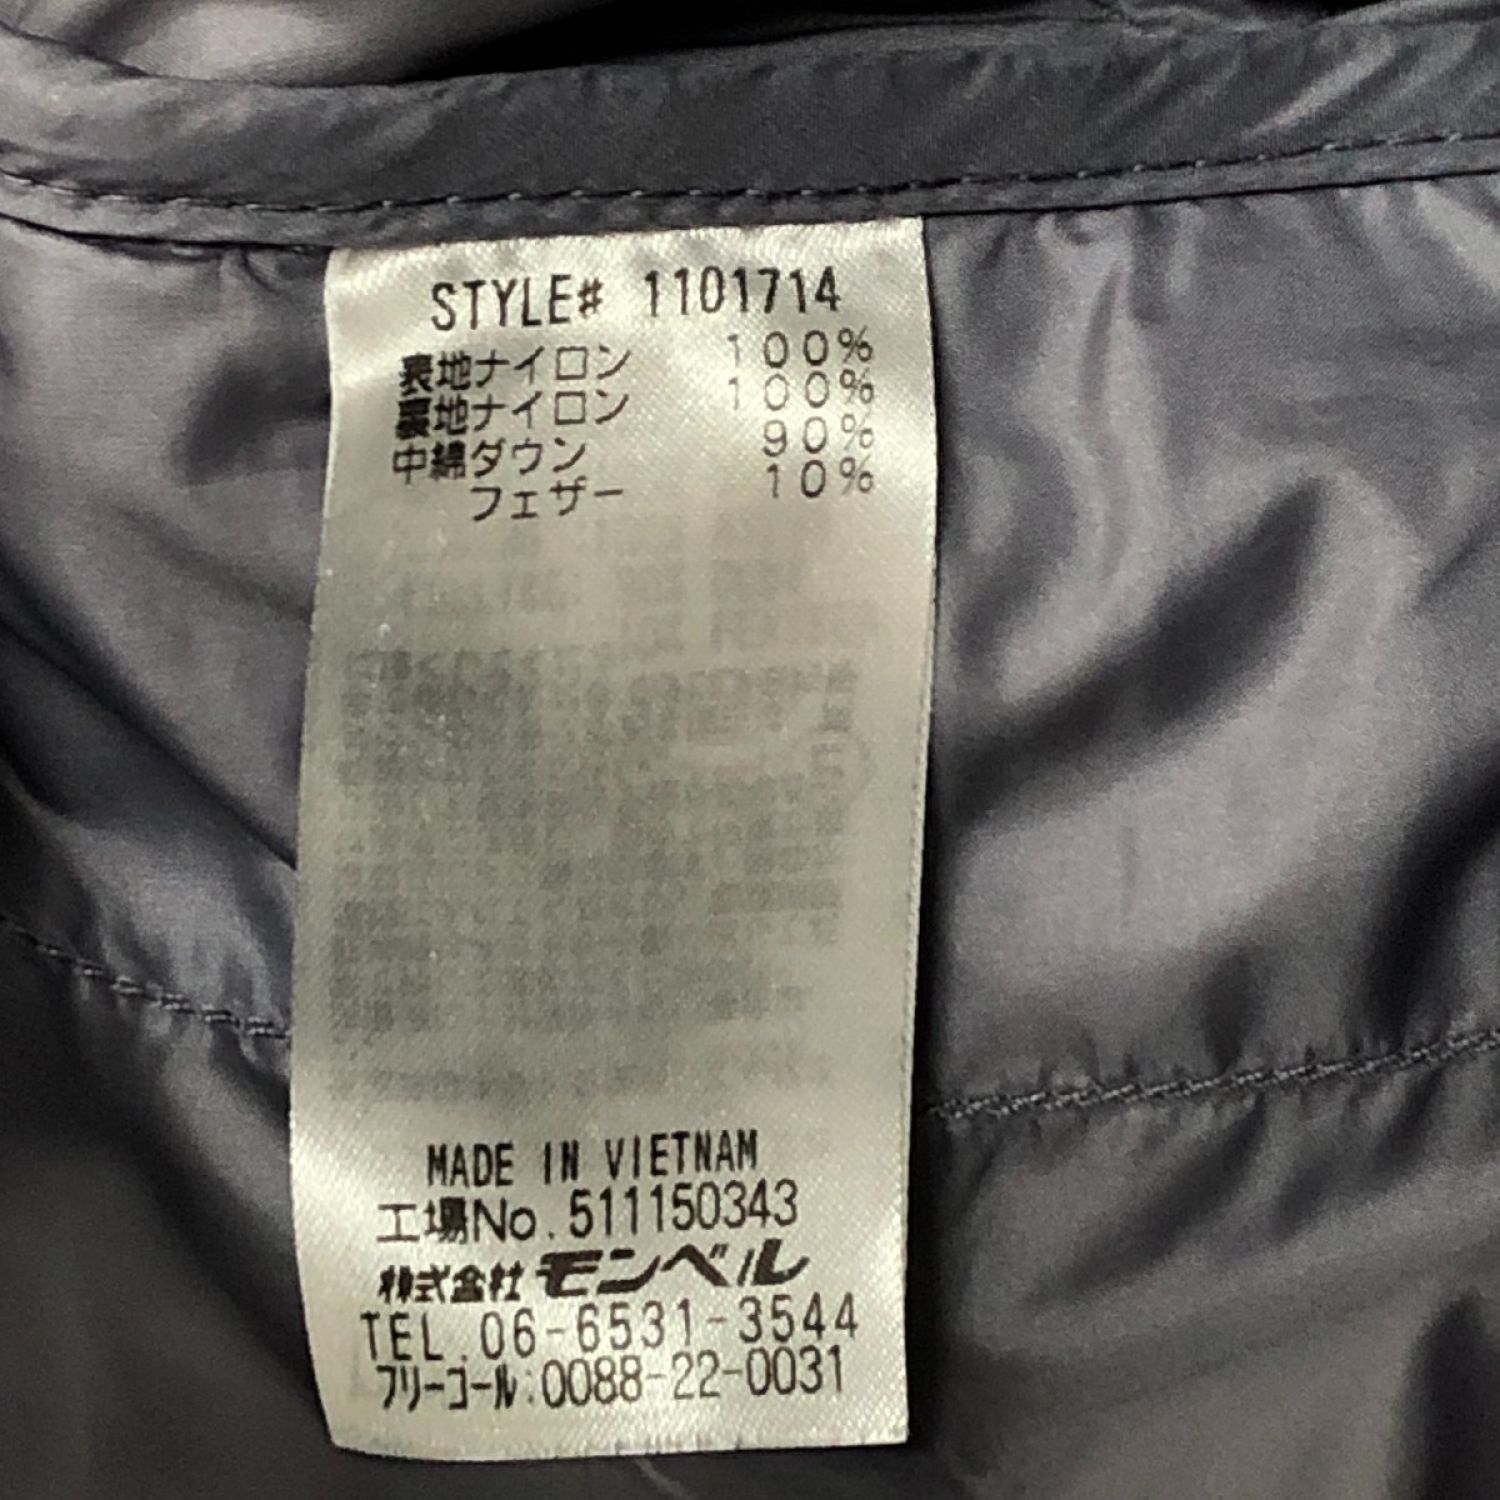 STYLE# 1101714
表地ナイロン 100%
裏地ナイロン 100%
中綿ダウン 90%
フェザー 10%
MADE IN VIETNAM
工場No.511150343
株式会社モンベル
TEL.06-6531-3544
フリーコール:0088-22-0031